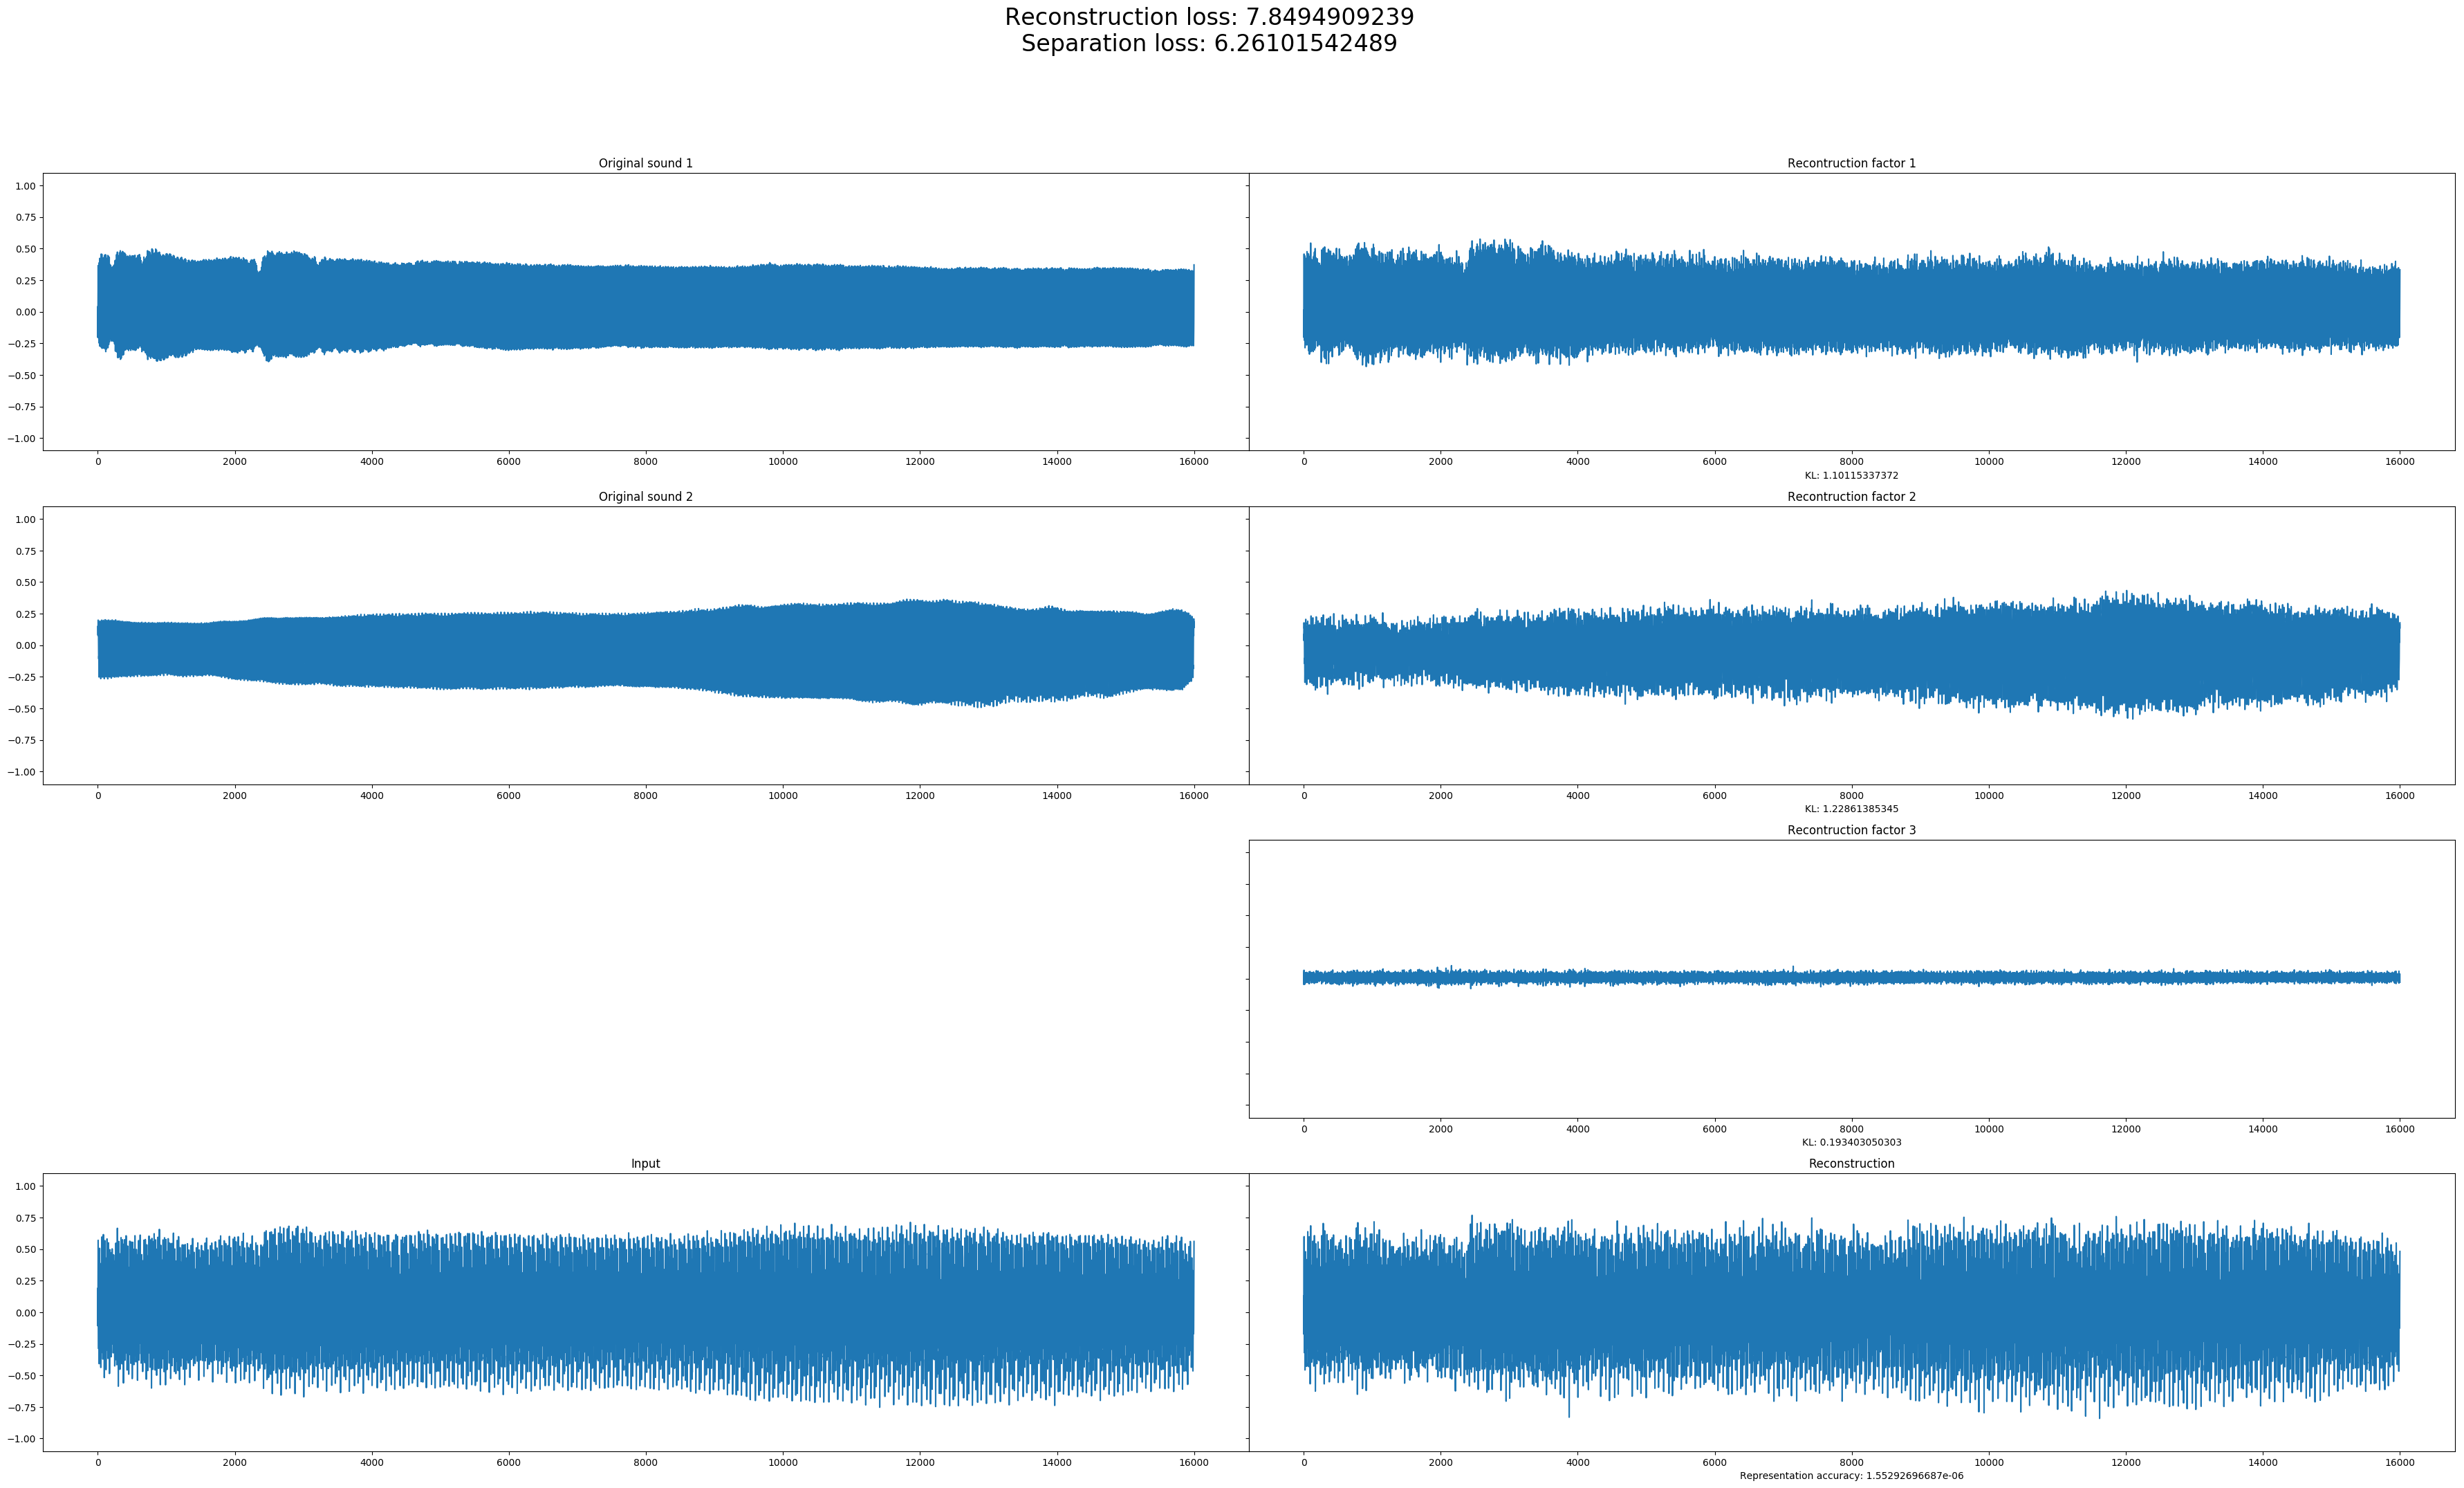 Reconstruction loss: 7.8494909239
Separation loss: 6.26101542489
Original sound 1
Recontruction factor 1
1.00
0.75
0.50
0.25
0.00
−0.25
−0.50
−0.75
−1.00
0 2000 4000 6000 8000 10000 12000 14000 16000
0 2000 4000 6000 8000 10000 12000 14000 16000
KL: 1.10115337372
Original sound 2
Recontruction factor 2
1.00
0.75
0.50
0.25
0.00
−0.25
−0.50
−0.75
−1.00
0 2000 4000 6000 8000 10000 12000 14000 16000
0 2000 4000 6000 8000 10000 12000 14000 16000
KL: 1.22861385345
Recontruction factor 3
0 2000 4000 6000 8000 10000 12000 14000 16000
KL: 0.193403050303
Input
Reconstruction
1.00
0.75
0.50
0.25
0.00
−0.25
−0.50
−0.75
−1.00
0 2000 4000 6000 8000 10000 12000 14000 16000
0 2000 4000 6000 8000 10000 12000 14000 16000
Representation accuracy: 1.55292696687e-06